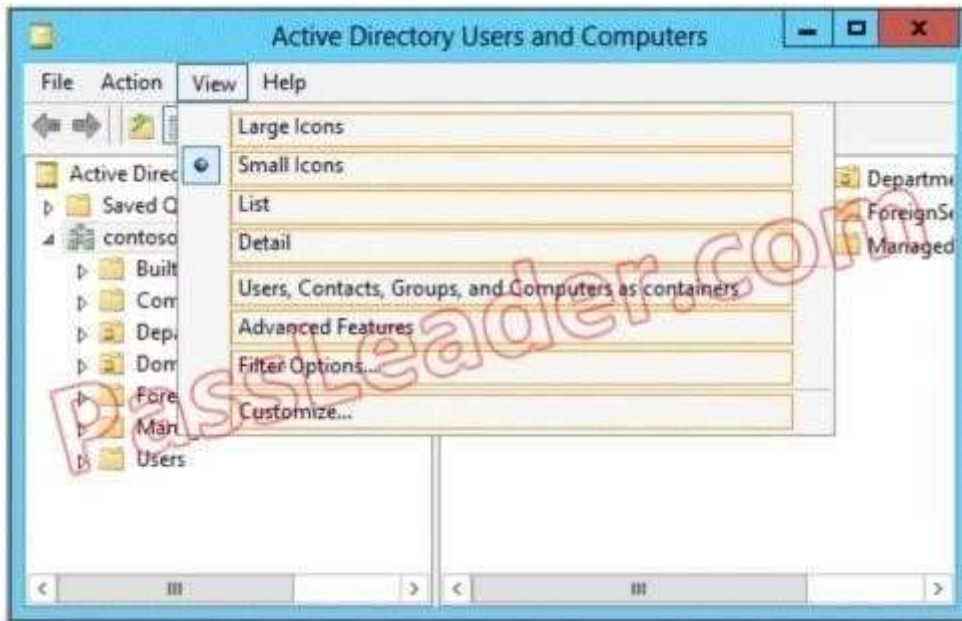 Active Directory Users and Computers
File Action View Help
Large Icons
Small Icons
List
Detail
Users, Contacts, Groups, and Computers as containers
Advanced Features
Filter Options...
Customize...
Active Direc
Saved Q
contoso
Built
Com
Dep
Dom
Fore
Man
Users
Departme
ForeignSe
Managed
PassLeader.com